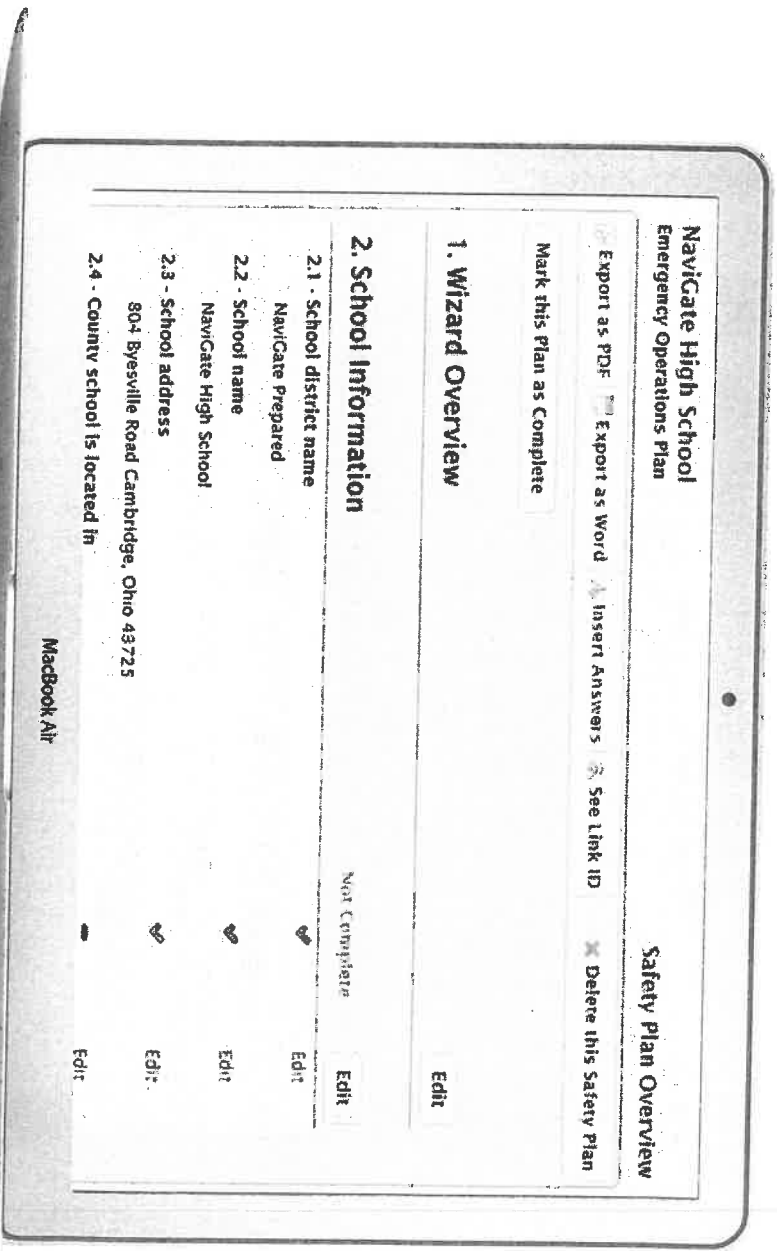 NaviGate High School
Emergency Operations Plan
Safety Plan Overview
Export as PDF Export as Word Insert Answers See Link ID Delete this Safety Plan
Mark this Plan as Complete
1. Wizard Overview Edit
2. School Information Not Complete Edit
2.1 - School district name Edit
NaviGate Prepared
2.2 - School name Edit
NaviGate High School
2.3 - School address Edit
804 Byesville Road Cambridge, Ohio 43725
2.4 - County school is located in Edit
MacBook Air